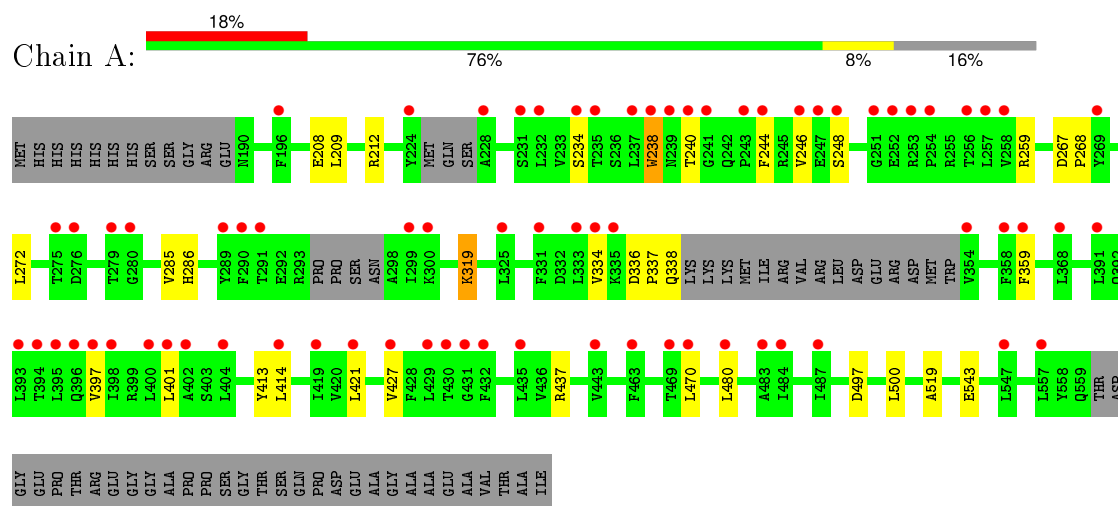 18%
Chain A:
76% 8% 16%
MET HIS HIS HIS HIS HIS HIS SER SER GLY ARG GLU N190 F196 E208 L209 R212 Y224 MET GLN SER A228 S231 L232 V233 S234 T235 S236 L237 W238 N239 T240 G241 Q242 P243 F244 R245 V246 E247 S248 G251 E252 R253 P254 R255 T256 L257 V258 R259 D267 P268 Y269
L272 T275 D276 T279 G280 V285 H286 Y289 F290 T291 E292 R293 PRO PRO SER ASN A298 I299 K300 K319 L325 F331 D332 L333 V334 K335 D336 P337 Q338 LYS LYS LYS MET ILE ARG VAL ARG LEU ASP GLU ARG ASP MET TRP V354 F358 F359 L368 L391 Q392
L393 T394 L395 Q396 V397 I398 R399 L400 L401 A402 S403 L404 Y413 L414 I419 V420 L421 V427 F428 L429 T430 G431 F432 L435 V436 R437 V443 F463 T469 L470 L480 A483 I484 I487 D497 L500 A519 E543 L547 L557 Y558 Q559 THR ASP
GLY GLU PRO THR ARG GLU GLY GLY ALA PRO PRO SER GLY THR SER GLN PRO ASP GLU ALA GLY ALA ALA GLU ALA VAL THR ALA ILE